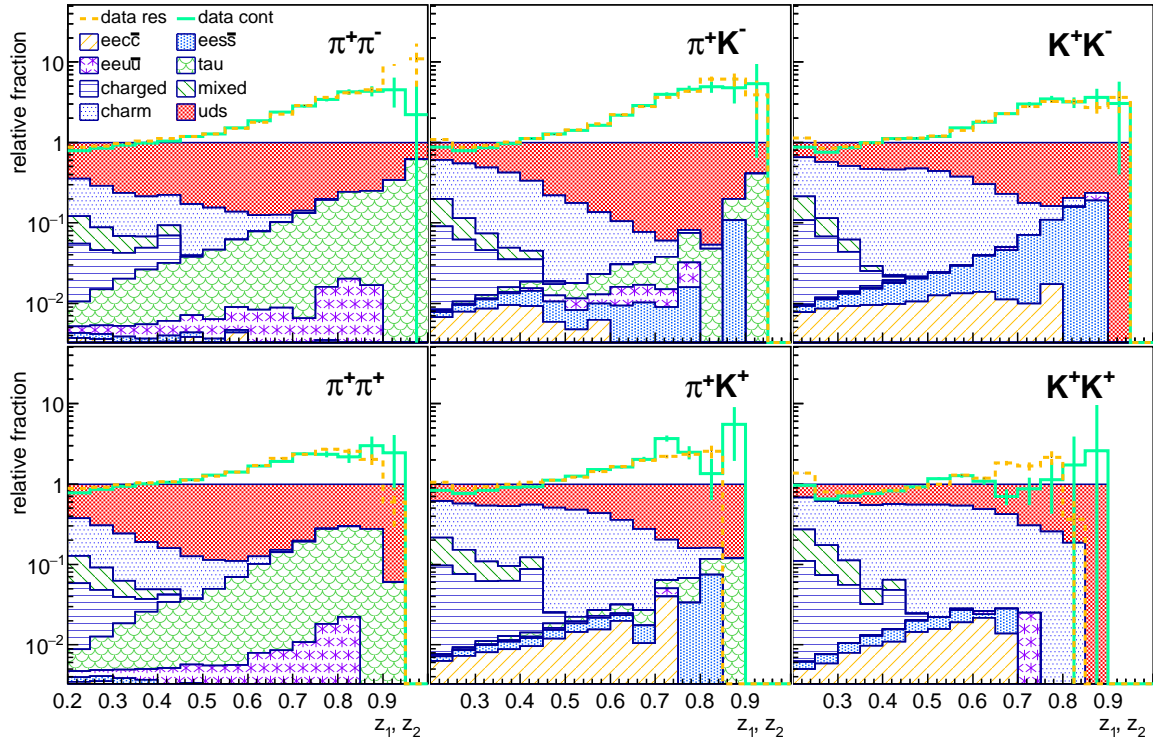 data res data cont
eec̄c̄ eess̄
eeuū tau
charged mixed
charm uds
π⁺π⁻
π⁺K⁻
K⁺K⁻
relative fraction
10
1
10⁻¹
10⁻²
π⁺π⁺
π⁺K⁺
K⁺K⁺
relative fraction
10
1
10⁻¹
10⁻²
0.2 0.3 0.4 0.5 0.6 0.7 0.8 0.9
0.3 0.4 0.5 0.6 0.7 0.8 0.9
0.3 0.4 0.5 0.6 0.7 0.8 0.9
z₁, z₂
z₁, z₂
z₁, z₂